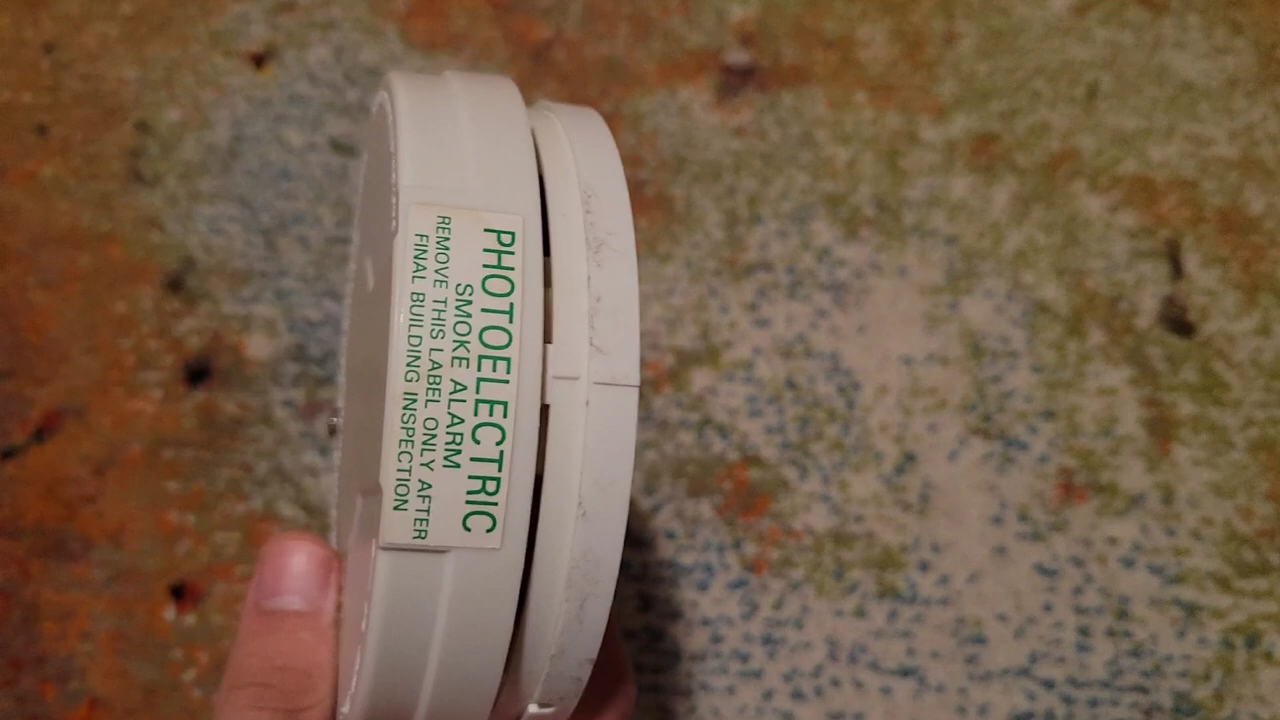 PHOTOELECTRIC
SMOKE ALARM
REMOVE THIS LABEL ONLY AFTER
FINAL BUILDING INSPECTION